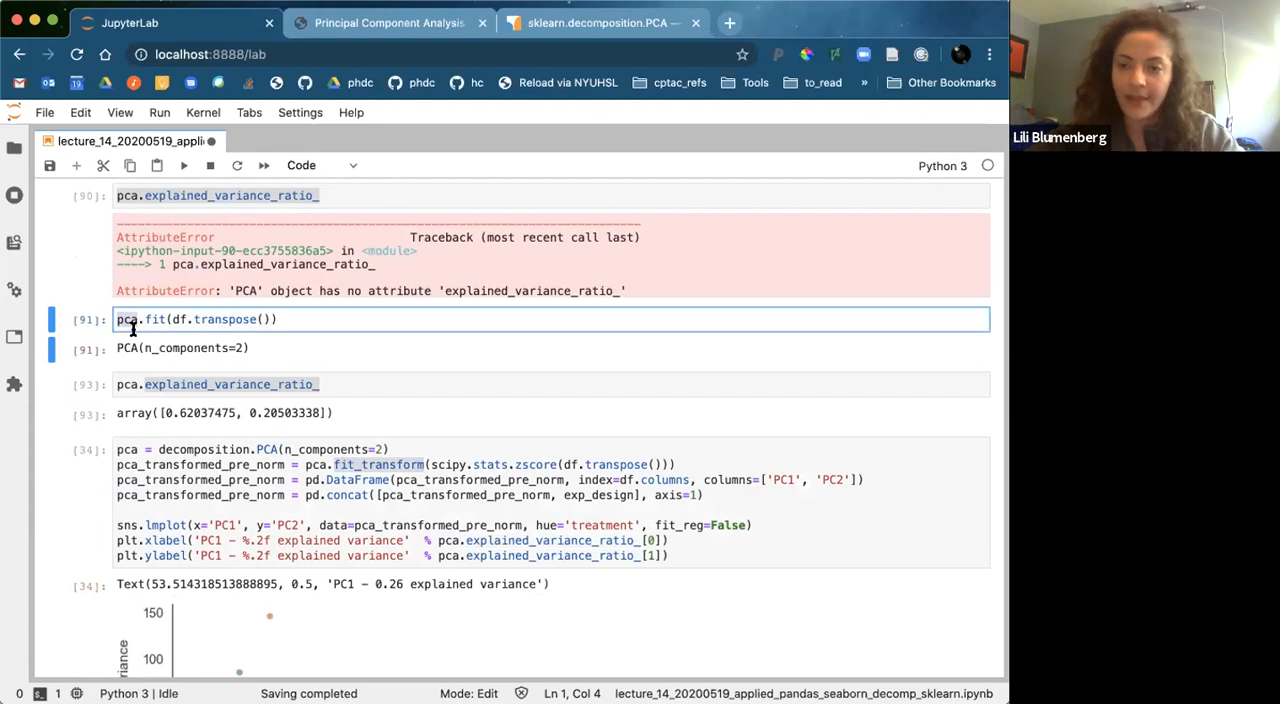 JupyterLab
Principal Component Analysis
sklearn.decomposition.PCA —
localhost:8888/lab
phdc
phdc
hc
Reload via NYUHSL
cptac_refs
Tools
to_read
»
Other Bookmarks
File Edit View Run Kernel Tabs Settings Help
Lili Blumenberg
lecture_14_20200519_appli
Code
Python 3
[90]: pca.explained_variance_ratio_
AttributeError Traceback (most recent call last)
<ipython-input-90-ecc3755836a5> in <module>
----> 1 pca.explained_variance_ratio_
AttributeError: 'PCA' object has no attribute 'explained_variance_ratio_'
[91]: pca.fit(df.transpose())
[91]: PCA(n_components=2)
[93]: pca.explained_variance_ratio_
[93]: array([0.62037475, 0.20503338])
[34]: pca = decomposition.PCA(n_components=2)
pca_transformed_pre_norm = pca.fit_transform(scipy.stats.zscore(df.transpose()))
pca_transformed_pre_norm = pd.DataFrame(pca_transformed_pre_norm, index=df.columns, columns=['PC1', 'PC2'])
pca_transformed_pre_norm = pd.concat([pca_transformed_pre_norm, exp_design], axis=1)
sns.lmplot(x='PC1', y='PC2', data=pca_transformed_pre_norm, hue='treatment', fit_reg=False)
plt.xlabel('PC1 - %.2f explained variance' % pca.explained_variance_ratio_[0])
plt.ylabel('PC1 - %.2f explained variance' % pca.explained_variance_ratio_[1])
[34]: Text(53.514318513888895, 0.5, 'PC1 - 0.26 explained variance')
150
100
riance
0 1 Python 3 | Idle Saving completed Mode: Edit Ln 1, Col 4 lecture_14_20200519_applied_pandas_seaborn_decomp_sklearn.ipynb